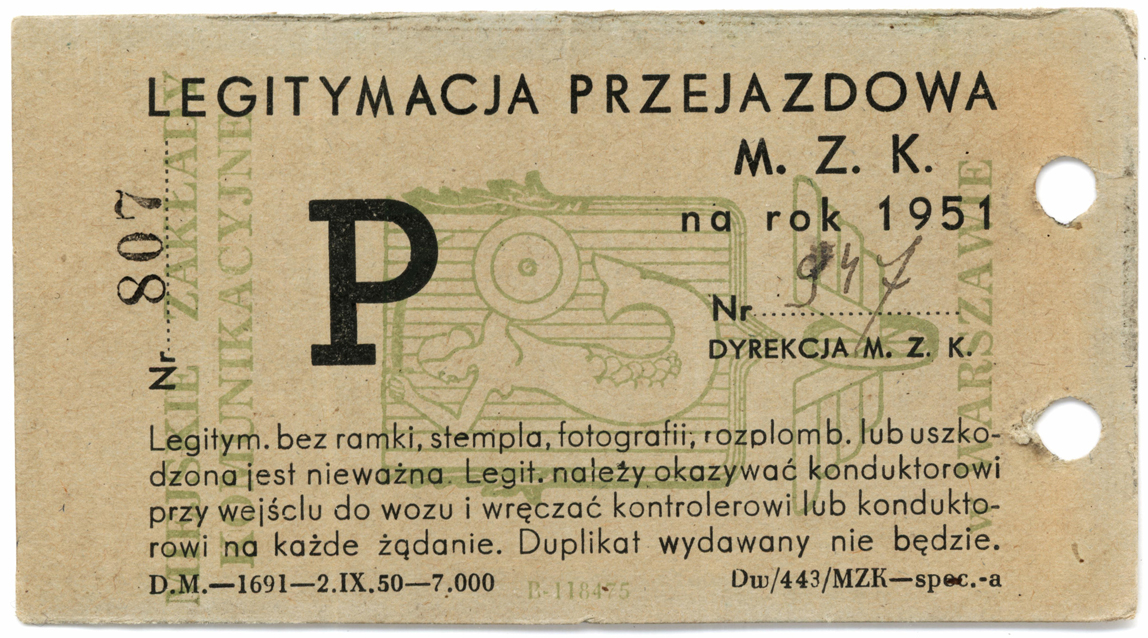 LEGITYMACJA PRZEJAZDOWA
M. Z. K.
na rok 1951
P
Nr 947
DYREKCJA M. Z. K.
Nr 807
MIEJSKIE ZAKŁADY
KOMUNIKACYJNE
W WARSZAWIE
Legitym. bez ramki, stempla, fotografii, rozplomb. lub uszko-
dzona jest nieważna. Legit. należy okazywać konduktorowi
przy wejściu do wozu i wręczać kontrolerowi lub kondukto-
rowi na każde żądanie. Duplikat wydawany nie będzie.
D.M.—1691—2.IX.50—7.000
B-118475
Dw/443/MZK—spec.-a